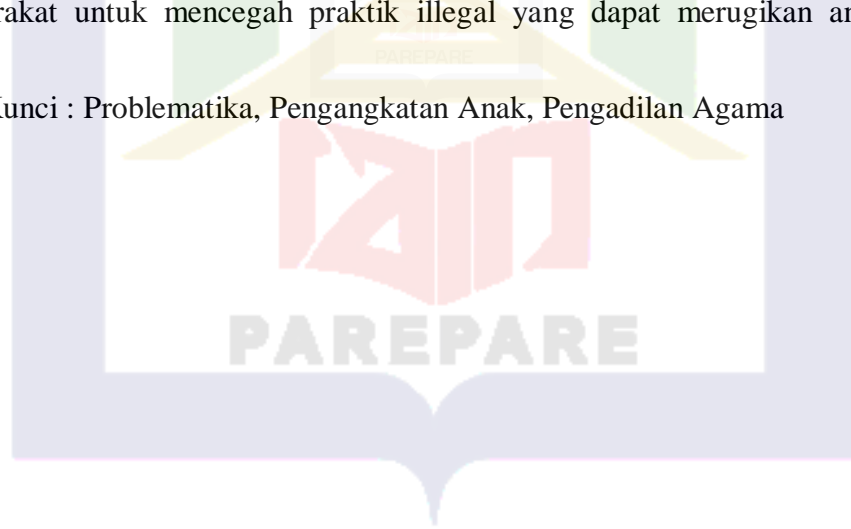 rakat untuk mencegah praktik illegal yang dapat merugikan an
PAREPARE
Kunci : Problematika, Pengangkatan Anak, Pengadilan Agama
PAREPARE